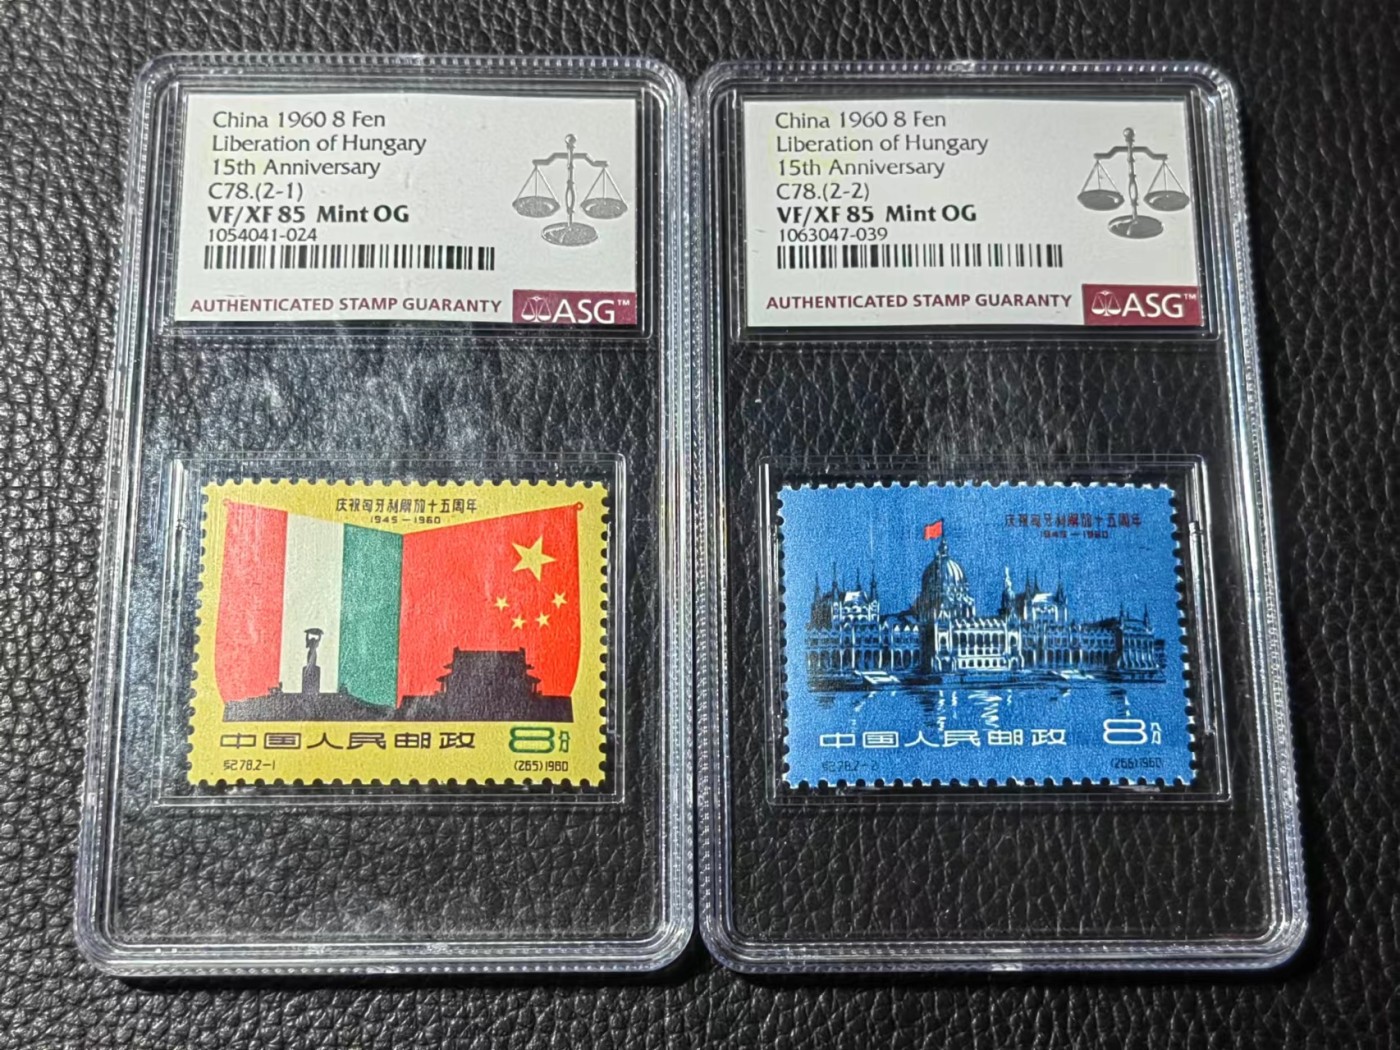 China 1960 8 Fen
Liberation of Hungary
15th Anniversary
C78.(2-1)
VF/XF 85 Mint OG
1054041-024
AUTHENTICATED STAMP GUARANTY
ASG™
庆祝匈牙利解放十五周年
1945—1960
中国人民邮政
8分
纪78.2-1
(265)1960
China 1960 8 Fen
Liberation of Hungary
15th Anniversary
C78.(2-2)
VF/XF 85 Mint OG
1063047-039
AUTHENTICATED STAMP GUARANTY
ASG™
庆祝匈牙利解放十五周年
1945—1960
中国人民邮政
8分
纪78.2-2
(266)1960